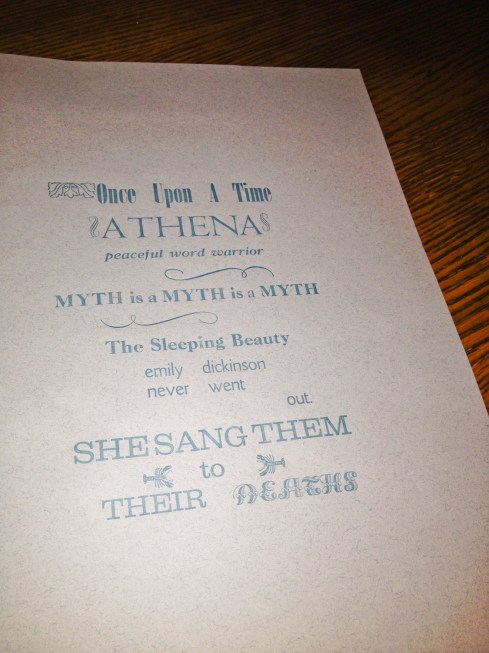 Once Upon A Time
ATHENA
peaceful word warrior
MYTH is a MYTH is a MYTH
The Sleeping Beauty
emily dickinson
never went
out.
SHE SANG THEM
to
THEIR DEATHS